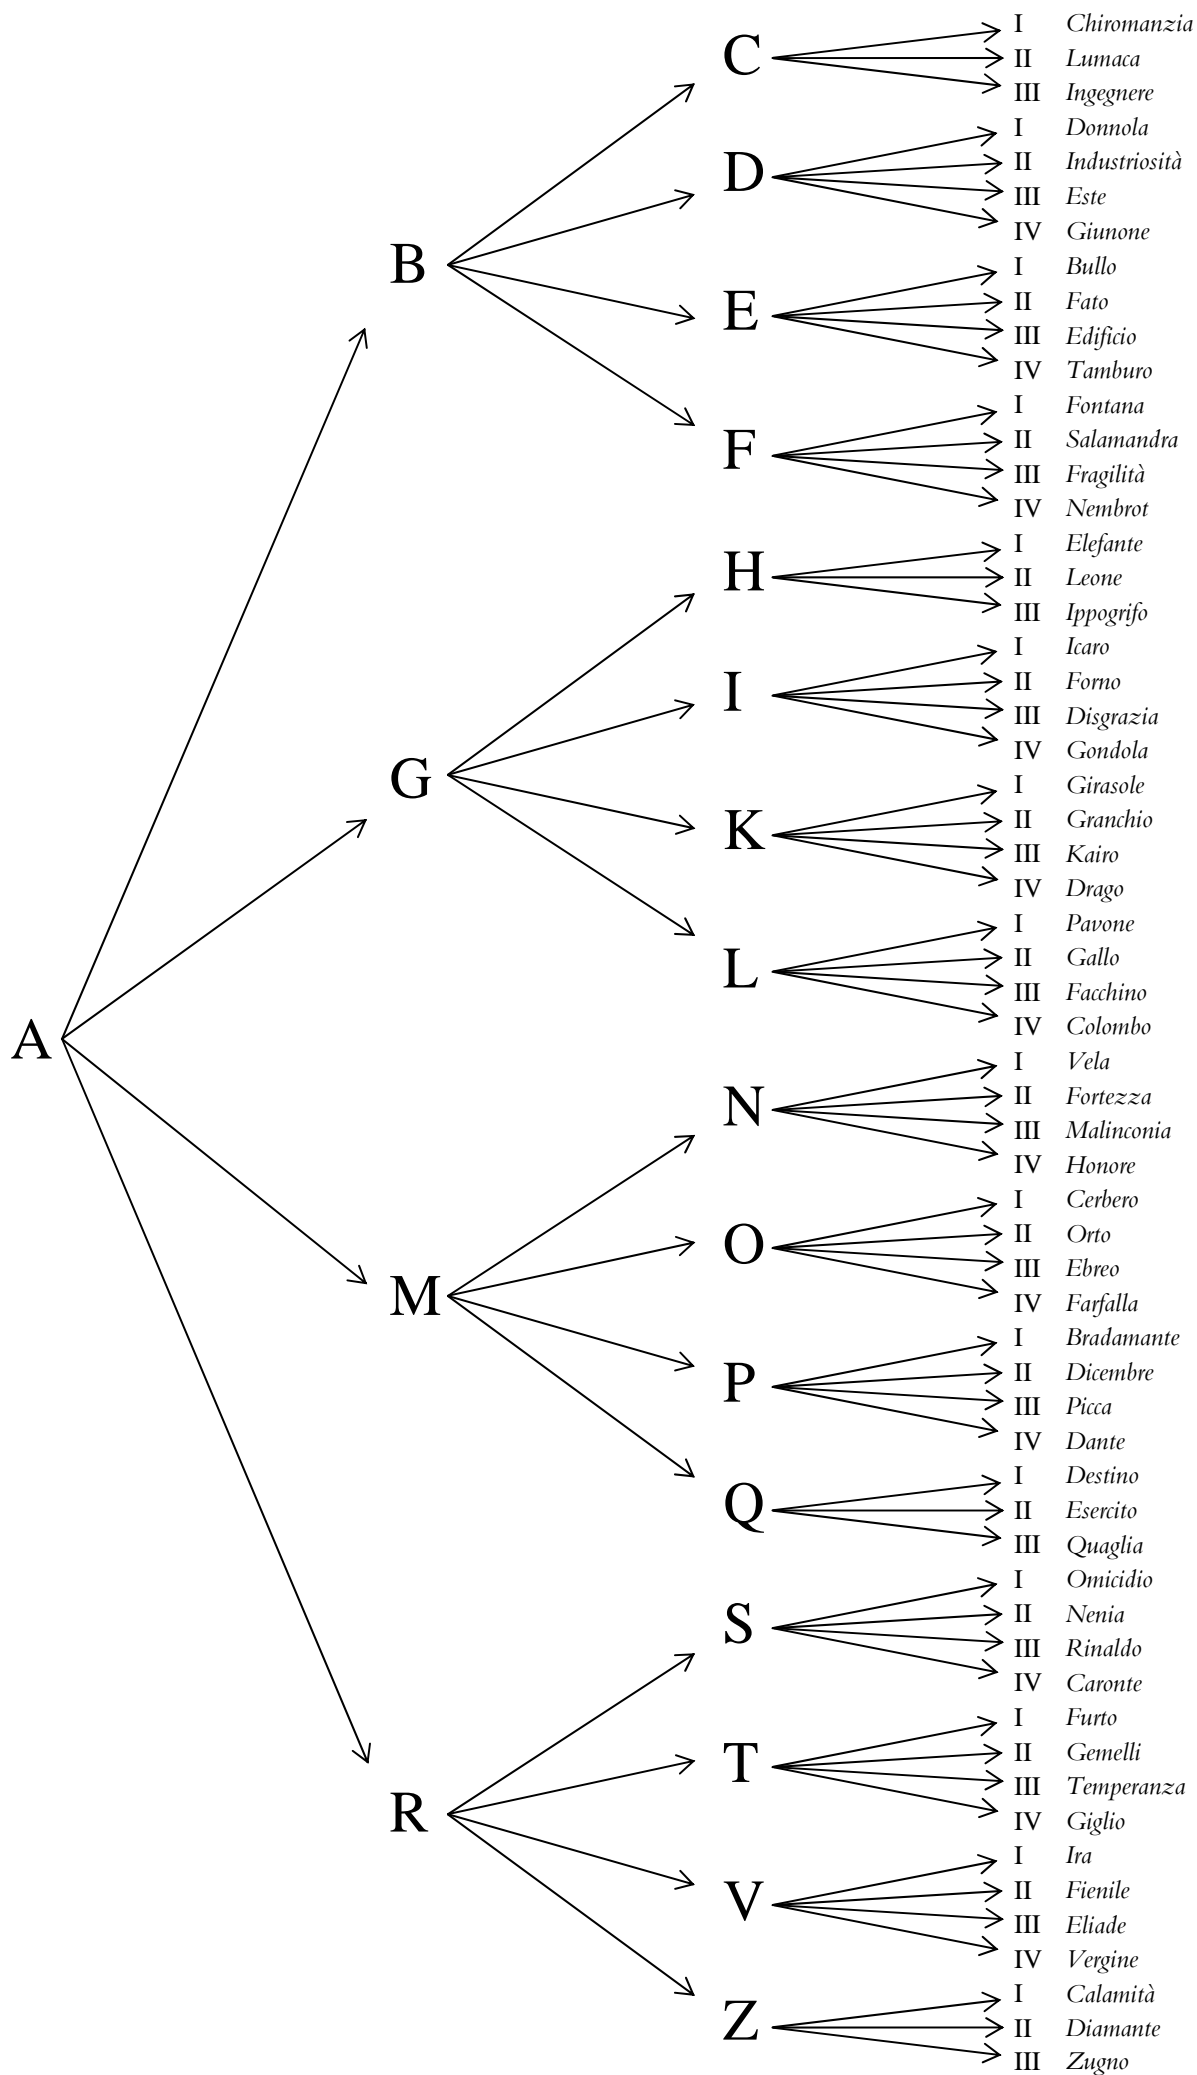 A
B
C
I Chiromanzia
II Lumaca
III Ingegnere
D
I Donnola
II Industriosità
III Este
IV Giunone
E
I Bullo
II Fato
III Edificio
IV Tamburo
F
I Fontana
II Salamandra
III Fragilità
IV Nembrot
G
H
I Elefante
II Leone
III Ippogrifo
I
I Icaro
II Forno
III Disgrazia
IV Gondola
K
I Girasole
II Granchio
III Kairo
IV Drago
L
I Pavone
II Gallo
III Facchino
IV Colombo
M
N
I Vela
II Fortezza
III Malinconia
IV Honore
O
I Cerbero
II Orto
III Ebreo
IV Farfalla
P
I Bradamante
II Dicembre
III Picca
IV Dante
Q
I Destino
II Esercito
III Quaglia
R
S
I Omicidio
II Nenia
III Rinaldo
IV Caronte
T
I Furto
II Gemelli
III Temperanza
IV Giglio
V
I Ira
II Fienile
III Eliade
IV Vergine
Z
I Calamità
II Diamante
III Zugno